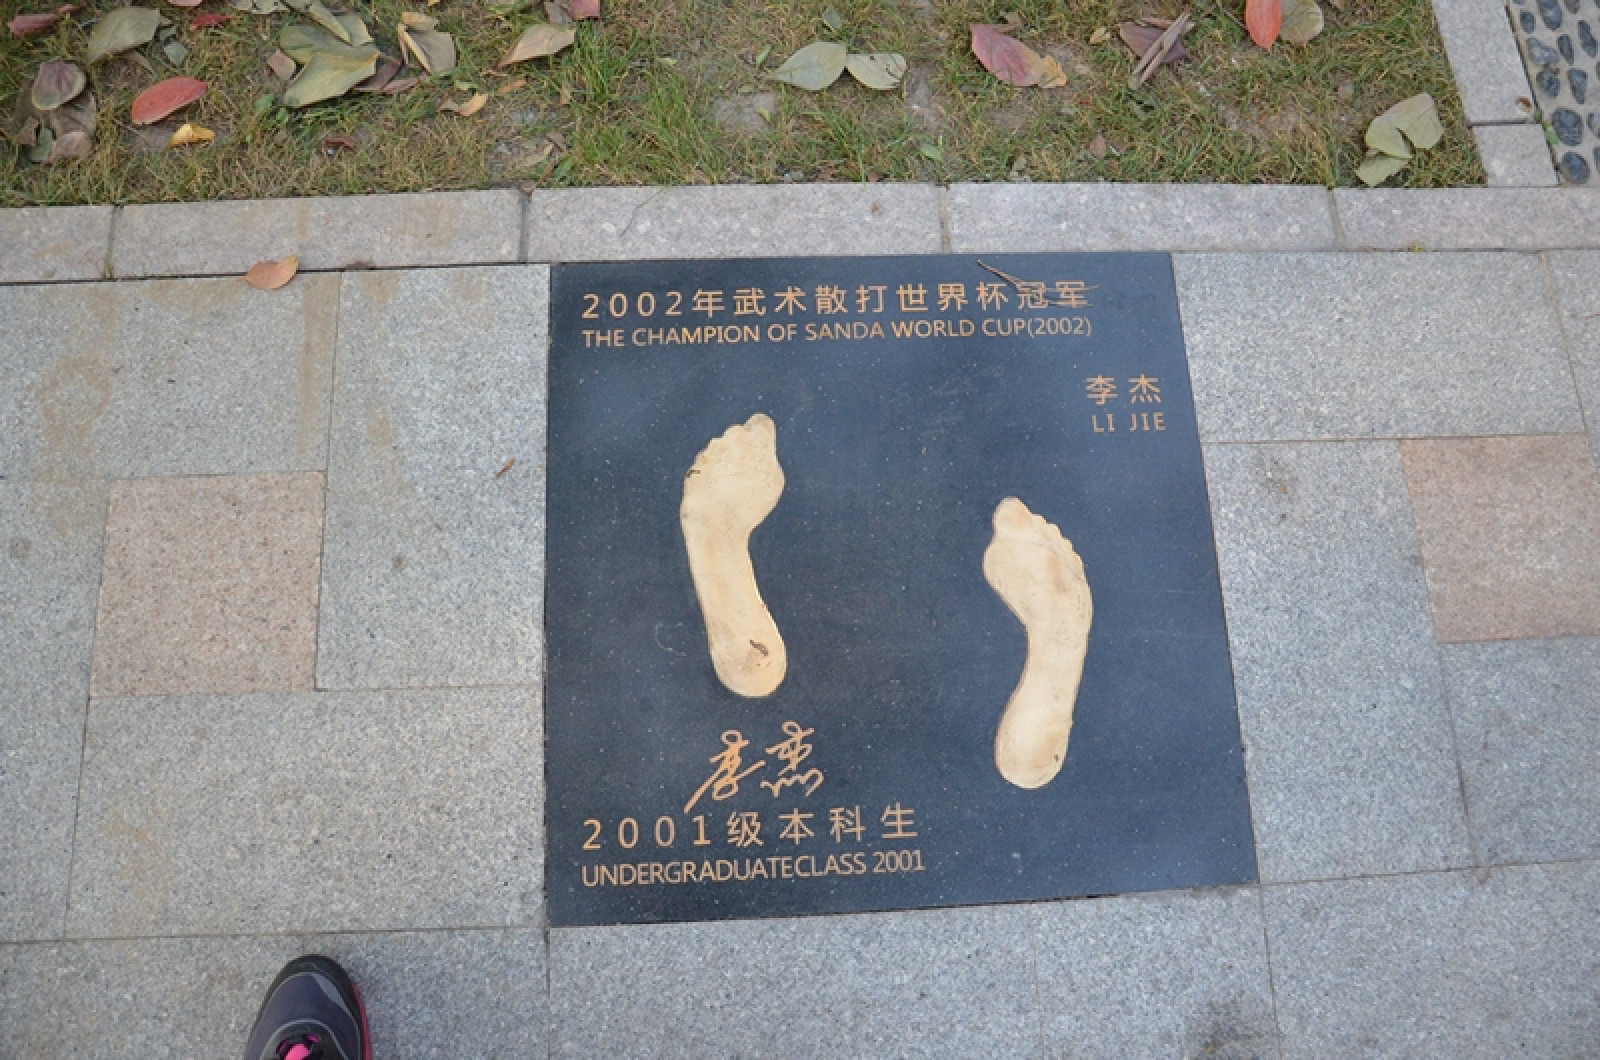 2002年武术散打世界杯冠军
THE CHAMPION OF SANDA WORLD CUP(2002)
李杰
LI JIE
李杰
2001级本科生
UNDERGRADUATECLASS 2001